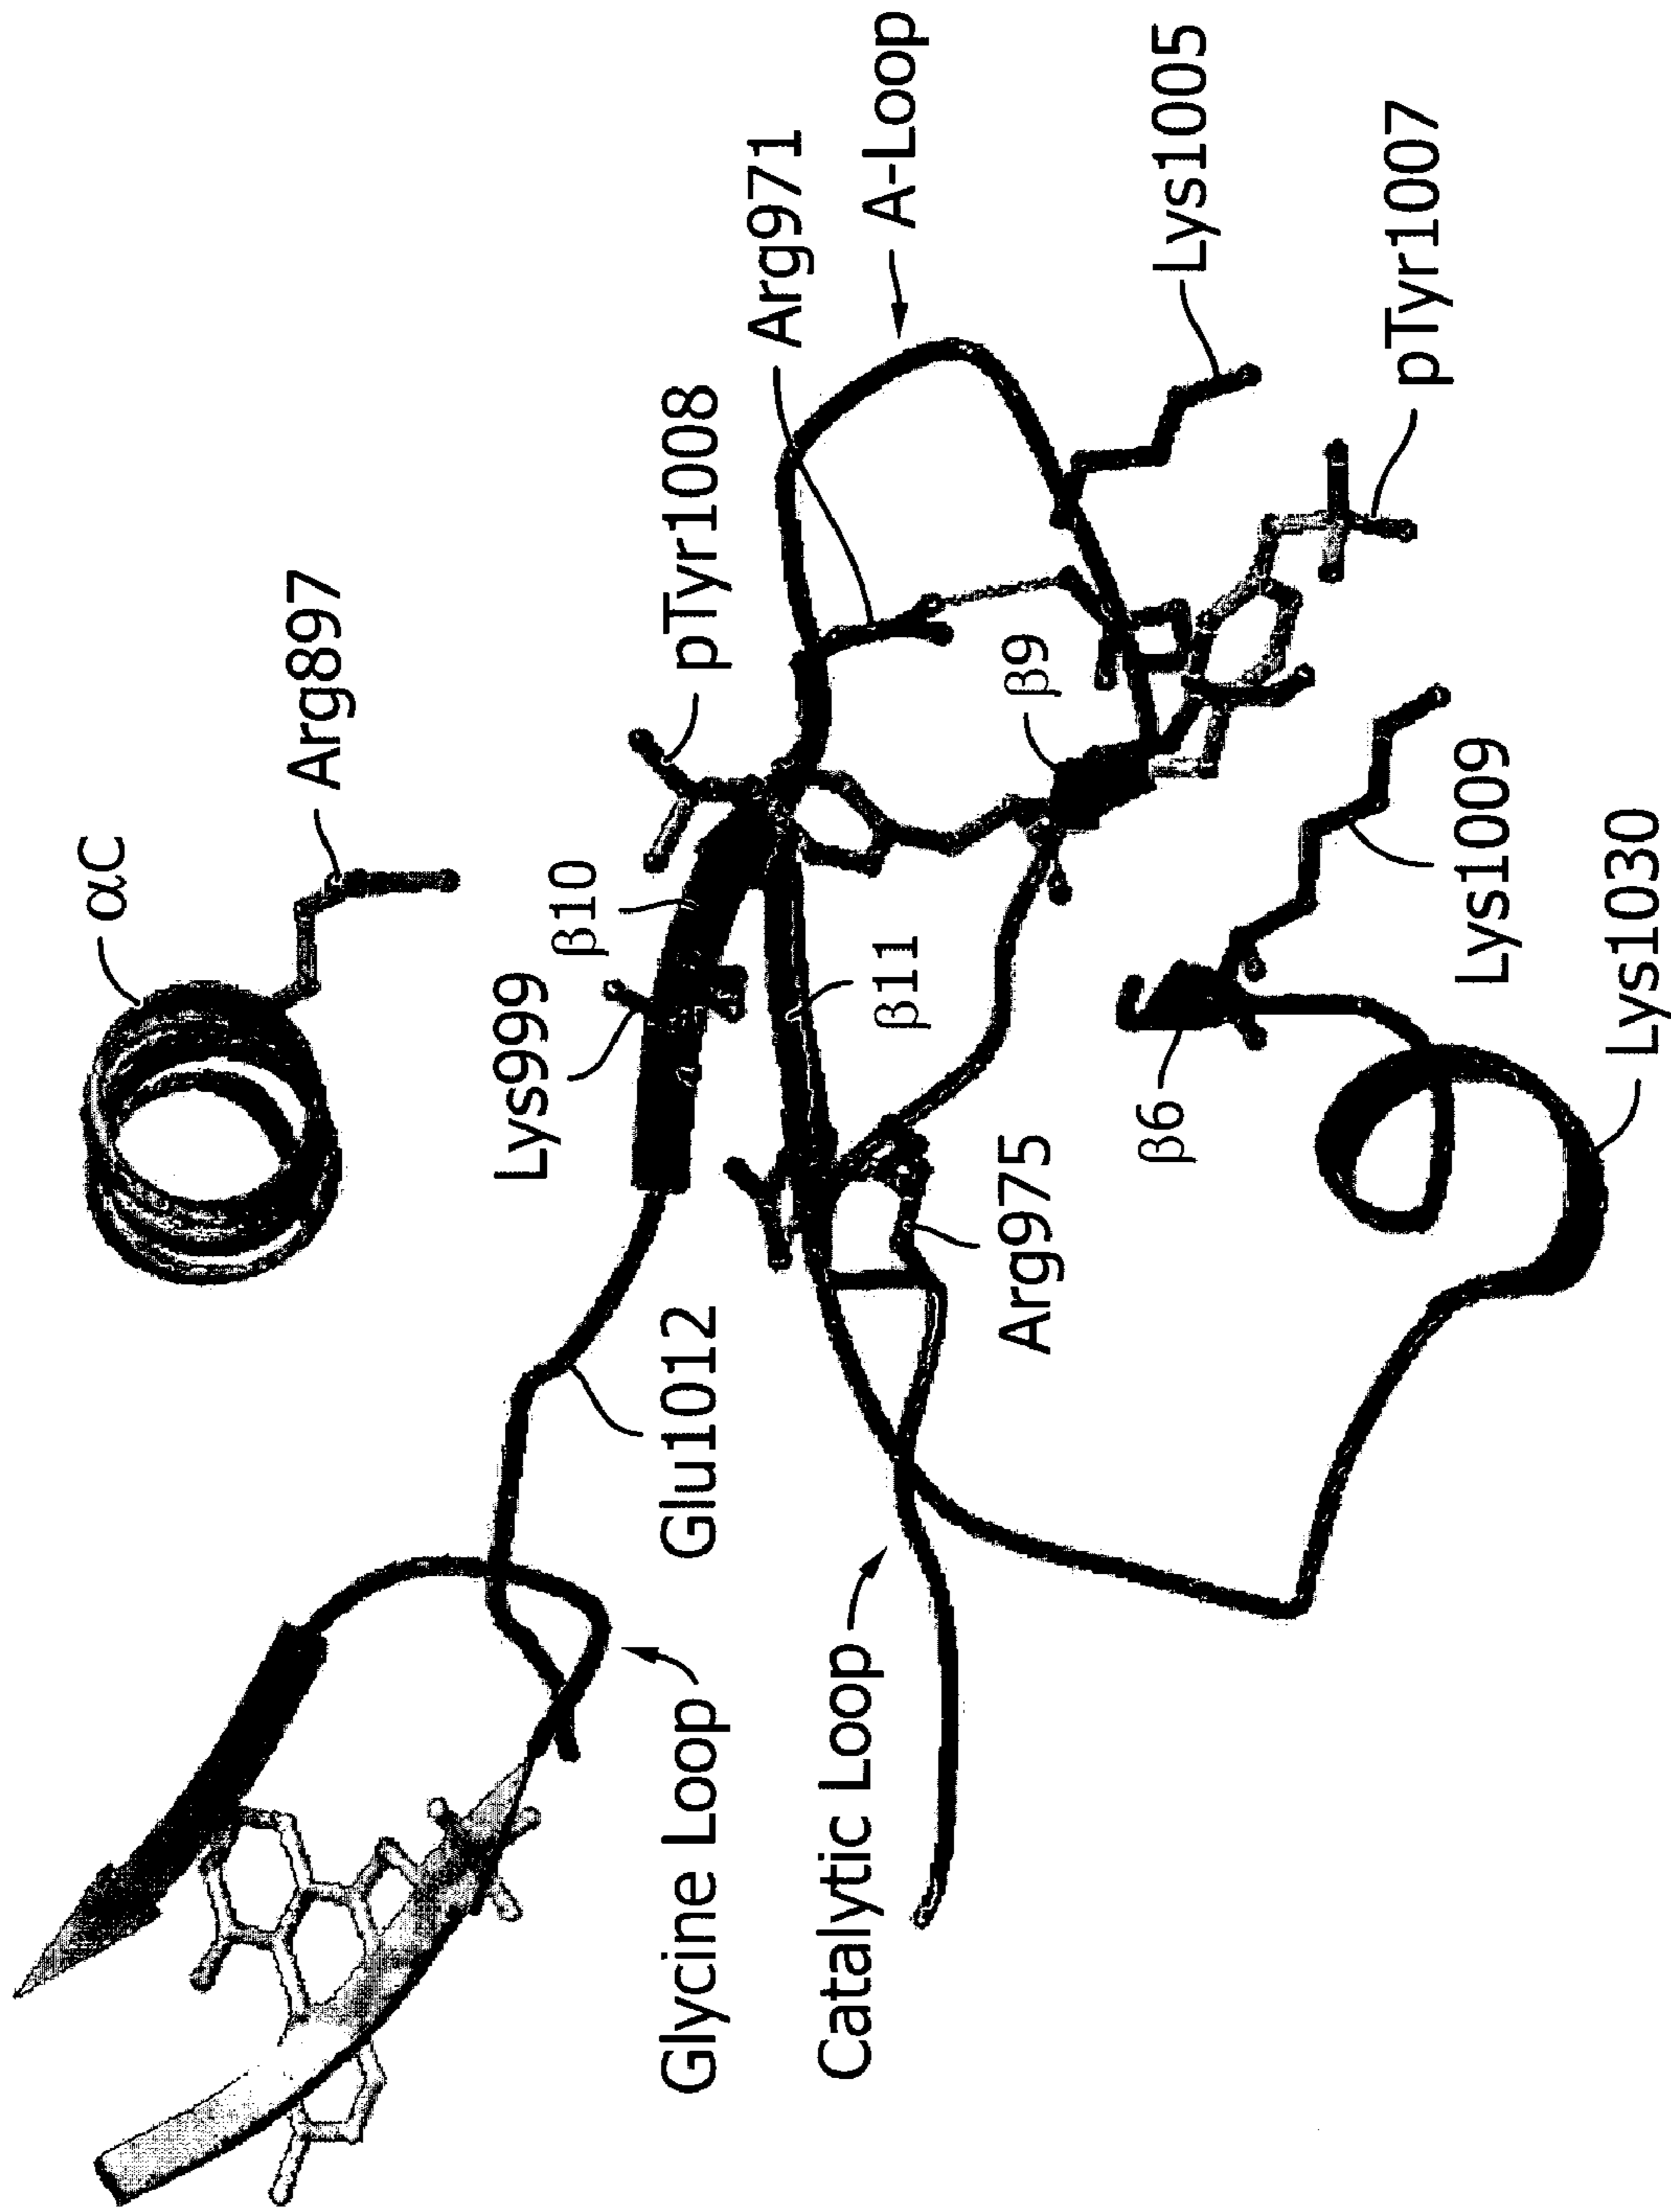 αC
Arg897
Lys999
β10
pTyr1008
Arg971
A-Loop
Glu1012
β11
β9
Lys1005
Glycine Loop
Arg975
β6
Lys1009
pTyr1007
Catalytic Loop
Lys1030